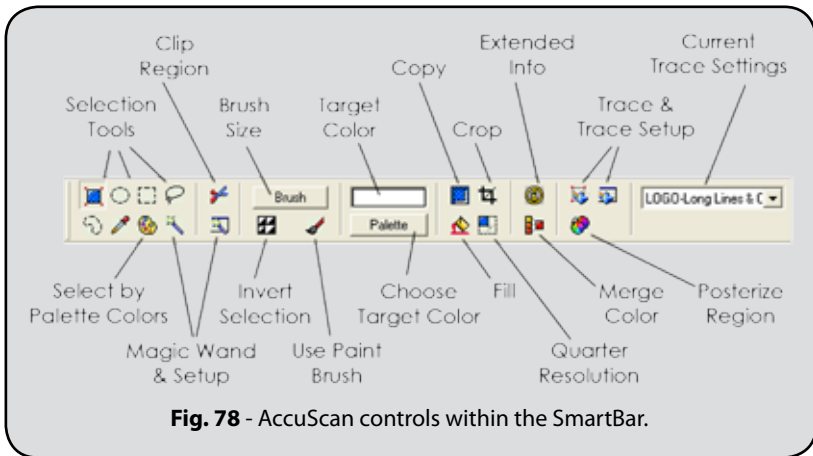 Clip
Region
Extended
Info
Current
Trace Settings
Copy
Selection
Tools
Brush
Size
Target
Color
Crop
Trace &
Trace Setup
Brush
LOGO-Long Lines & C
Palette
Select by
Palette Colors
Invert
Selection
Choose
Target Color
Fill
Merge
Color
Posterize
Region
Magic Wand
& Setup
Use Paint
Brush
Quarter
Resolution
Fig. 78 - AccuScan controls within the SmartBar.